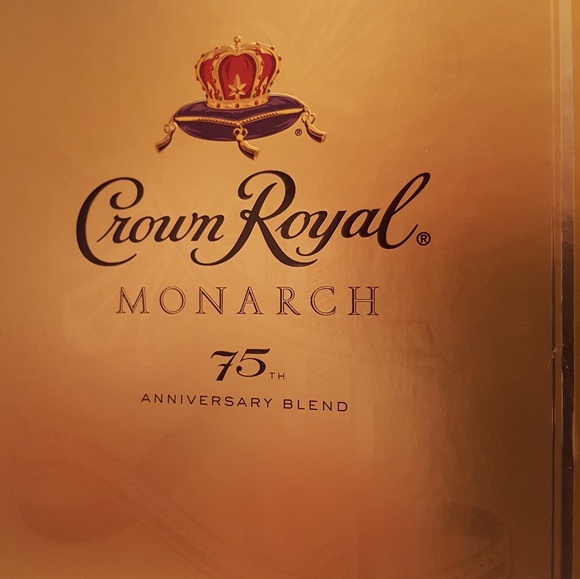 ®
Crown Royal®
MONARCH
75TH
ANNIVERSARY BLEND